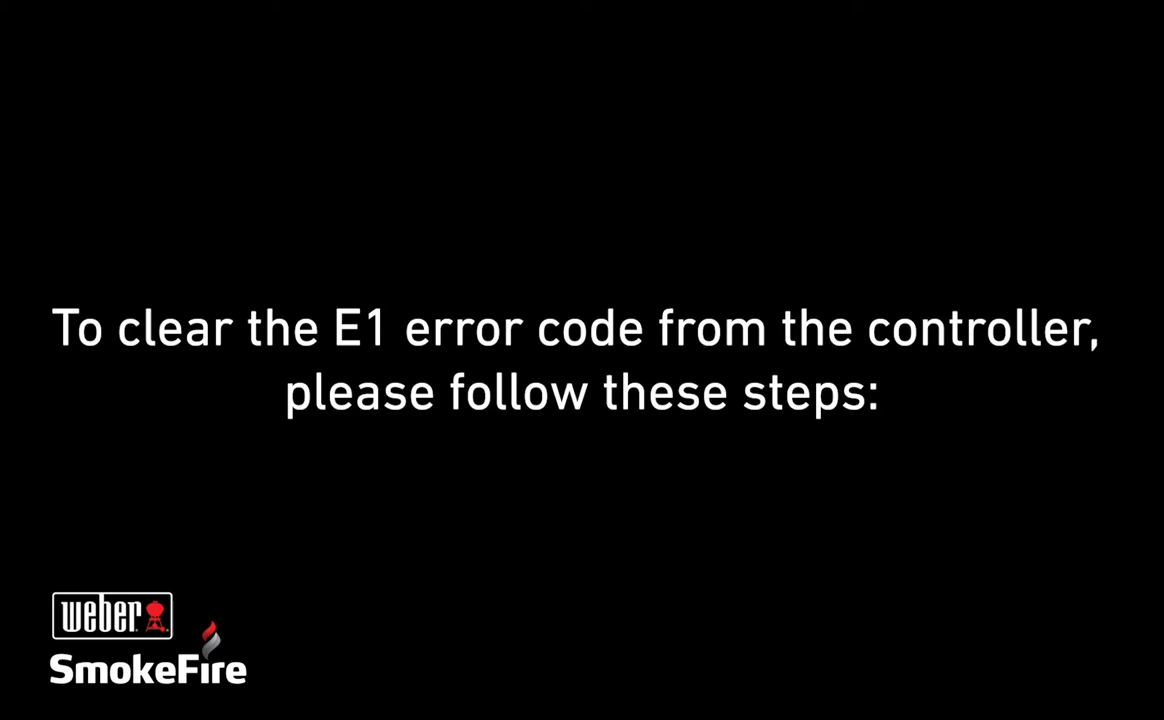 To clear the E1 error code from the controller,
please follow these steps:
weber
SmokeFire